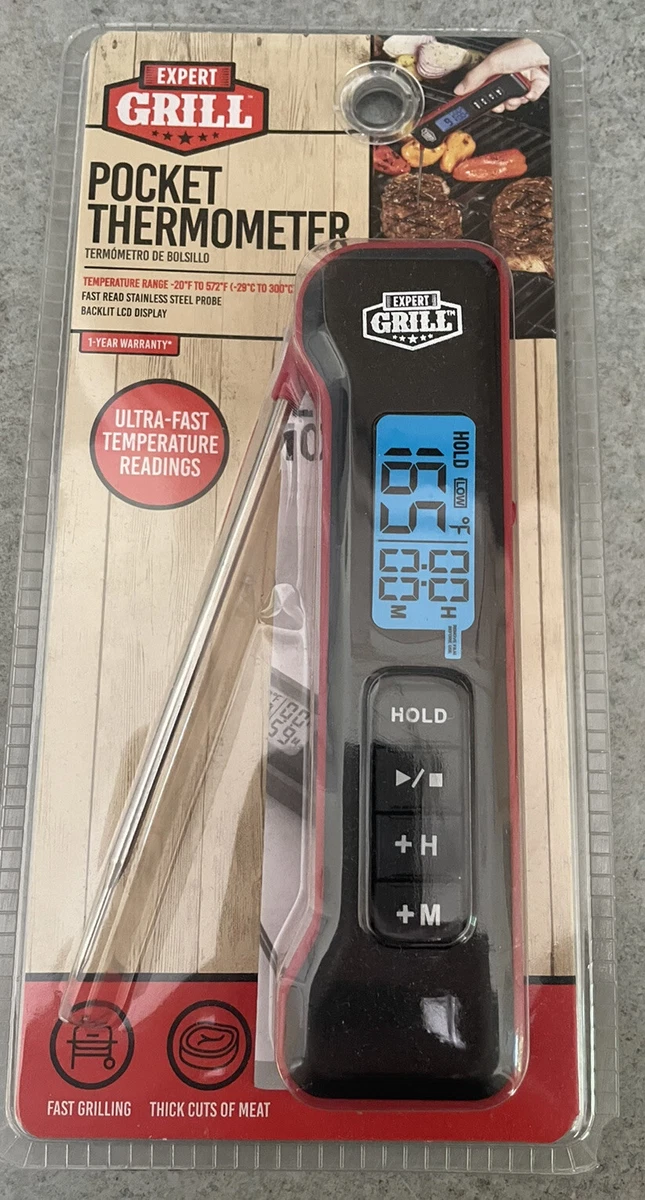 EXPERT
GRILL
POCKET
THERMOMETER
TERMÓMETRO DE BOLSILLO
TEMPERATURE RANGE -20°F TO 572°F (-29°C TO 300°C
FAST READ STAINLESS STEEL PROBE
BACKLIT LCD DISPLAY
1-YEAR WARRANTY*
ULTRA-FAST
TEMPERATURE
READINGS
10
EXPERT
GRILL™
HOLD LOW °F
165
00:00
H
M
HOLD
▶/■
+H
+M
FAST GRILLING
THICK CUTS OF MEAT